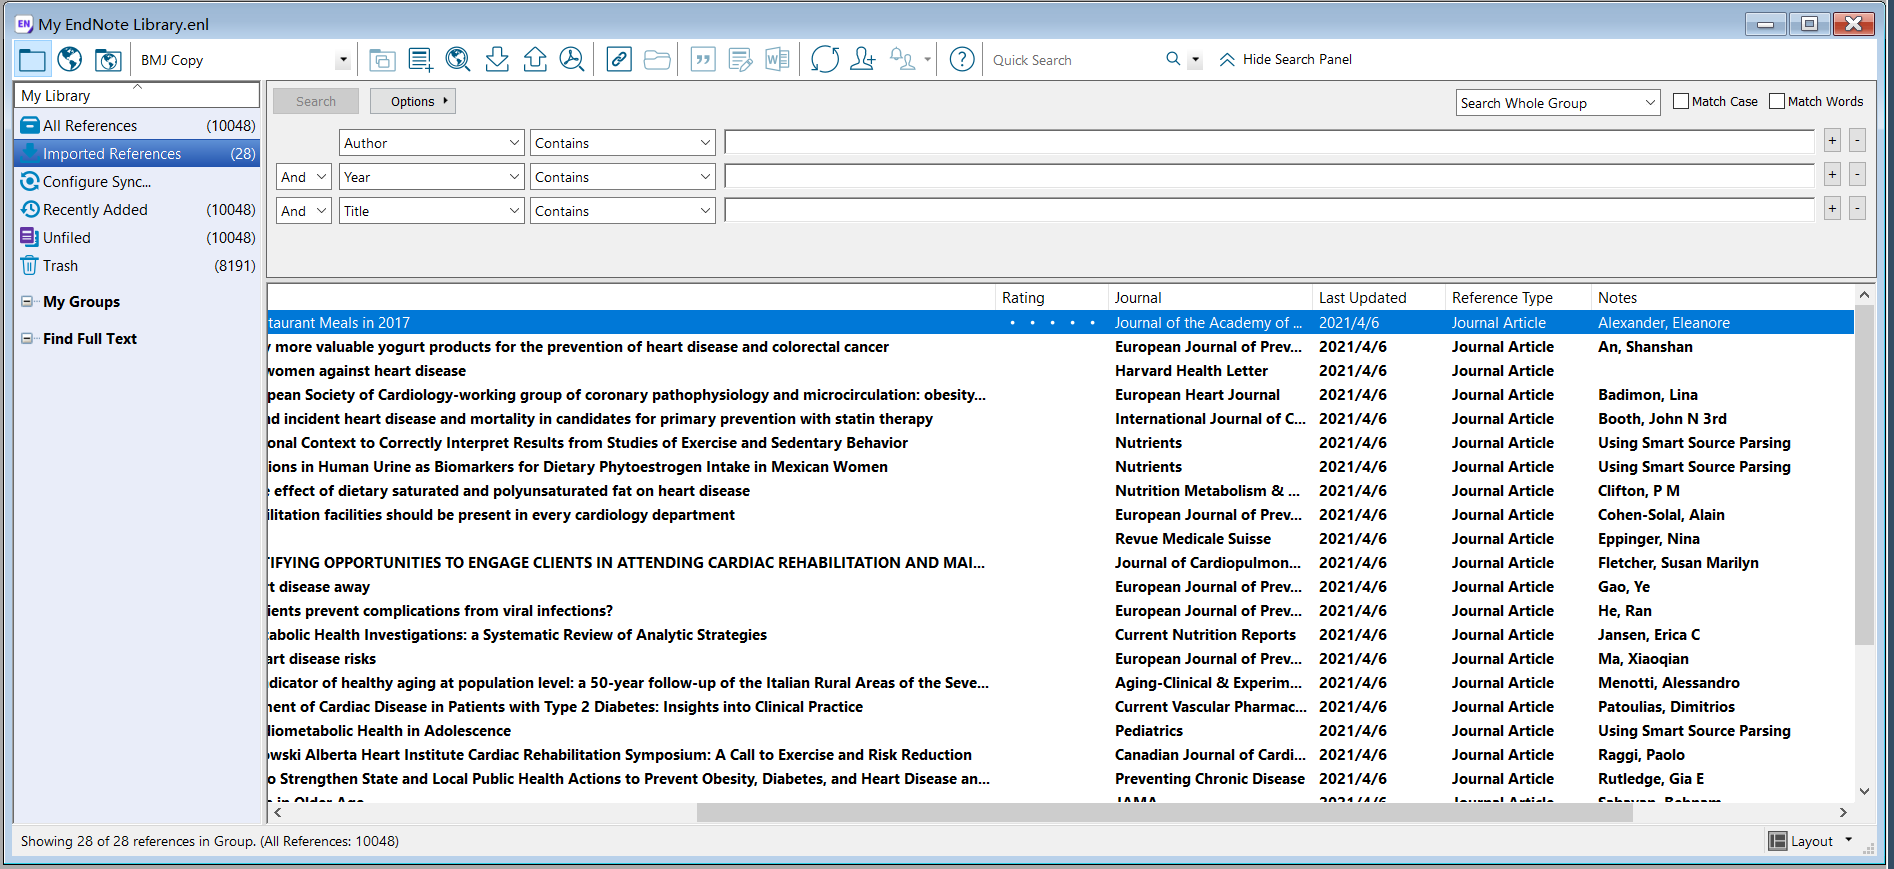 EN My EndNote Library.enl
BMJ Copy
Quick Search
Hide Search Panel
My Library
All References (10048)
Imported References (28)
Configure Sync...
Recently Added (10048)
Unfiled (10048)
Trash (8191)
My Groups
Find Full Text
Search Options Search Whole Group Match Case Match Words
Author Contains + -
And Year Contains + -
And Title Contains + -
Rating Journal Last Updated Reference Type Notes
taurant Meals in 2017 Journal of the Academy of ... 2021/4/6 Journal Article Alexander, Eleanore
more valuable yogurt products for the prevention of heart disease and colorectal cancer European Journal of Prev... 2021/4/6 Journal Article An, Shanshan
women against heart disease Harvard Health Letter 2021/4/6 Journal Article
pean Society of Cardiology-working group of coronary pathophysiology and microcirculation: obesity... European Heart Journal 2021/4/6 Journal Article Badimon, Lina
nd incident heart disease and mortality in candidates for primary prevention with statin therapy International Journal of C... 2021/4/6 Journal Article Booth, John N 3rd
onal Context to Correctly Interpret Results from Studies of Exercise and Sedentary Behavior Nutrients 2021/4/6 Journal Article Using Smart Source Parsing
ions in Human Urine as Biomarkers for Dietary Phytoestrogen Intake in Mexican Women Nutrients 2021/4/6 Journal Article Using Smart Source Parsing
effect of dietary saturated and polyunsaturated fat on heart disease Nutrition Metabolism & ... 2021/4/6 Journal Article Clifton, P M
ilitation facilities should be present in every cardiology department European Journal of Prev... 2021/4/6 Journal Article Cohen-Solal, Alain
Revue Medicale Suisse 2021/4/6 Journal Article Eppinger, Nina
TIFYING OPPORTUNITIES TO ENGAGE CLIENTS IN ATTENDING CARDIAC REHABILITATION AND MAI... Journal of Cardiopulmon... 2021/4/6 Journal Article Fletcher, Susan Marilyn
rt disease away European Journal of Prev... 2021/4/6 Journal Article Gao, Ye
ients prevent complications from viral infections? European Journal of Prev... 2021/4/6 Journal Article He, Ran
tabolic Health Investigations: a Systematic Review of Analytic Strategies Current Nutrition Reports 2021/4/6 Journal Article Jansen, Erica C
art disease risks European Journal of Prev... 2021/4/6 Journal Article Ma, Xiaoqian
ndicator of healthy aging at population level: a 50-year follow-up of the Italian Rural Areas of the Seve... Aging-Clinical & Experim... 2021/4/6 Journal Article Menotti, Alessandro
nent of Cardiac Disease in Patients with Type 2 Diabetes: Insights into Clinical Practice Current Vascular Pharmac... 2021/4/6 Journal Article Patoulias, Dimitrios
diometabolic Health in Adolescence Pediatrics 2021/4/6 Journal Article Using Smart Source Parsing
owski Alberta Heart Institute Cardiac Rehabilitation Symposium: A Call to Exercise and Risk Reduction Canadian Journal of Cardi... 2021/4/6 Journal Article Raggi, Paolo
to Strengthen State and Local Public Health Actions to Prevent Obesity, Diabetes, and Heart Disease an... Preventing Chronic Disease 2021/4/6 Journal Article Rutledge, Gia E
in Older Age JAMA 2021/4/6 Journal Article Sabayan, Behnam
Showing 28 of 28 references in Group. (All References: 10048)
Layout